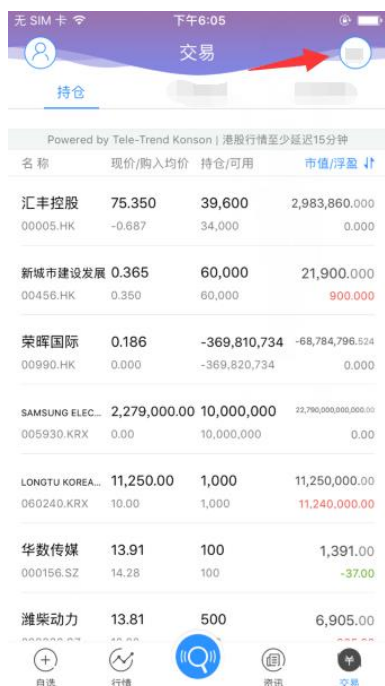 无 SIM 卡 下午6:05
交易
持仓
Powered by Tele-Trend Konson | 港股行情至少延迟15分钟
名称 现价/购入均价 持仓/可用 市值/浮盈
汇丰控股 75.350 39,600 2,983,860.000
00005.HK -0.687 34,000 0.000
新城市建设发展 0.365 60,000 21,900.000
00456.HK 0.350 60,000 900.000
荣晖国际 0.186 -369,810,734 -68,784,796.524
00990.HK 0.000 -369,820,734 0.000
SAMSUNG ELEC... 2,279,000.00 10,000,000 22,790,000,000,000.00
005930.KRX 0.00 10,000,000 0.00
LONGTU KOREA... 11,250.00 1,000 11,250,000.00
060240.KRX 10.00 1,000 11,240,000.00
华数传媒 13.91 100 1,391.00
000156.SZ 14.28 100 -37.00
潍柴动力 13.81 500 6,905.00
自选 行情 资讯 交易